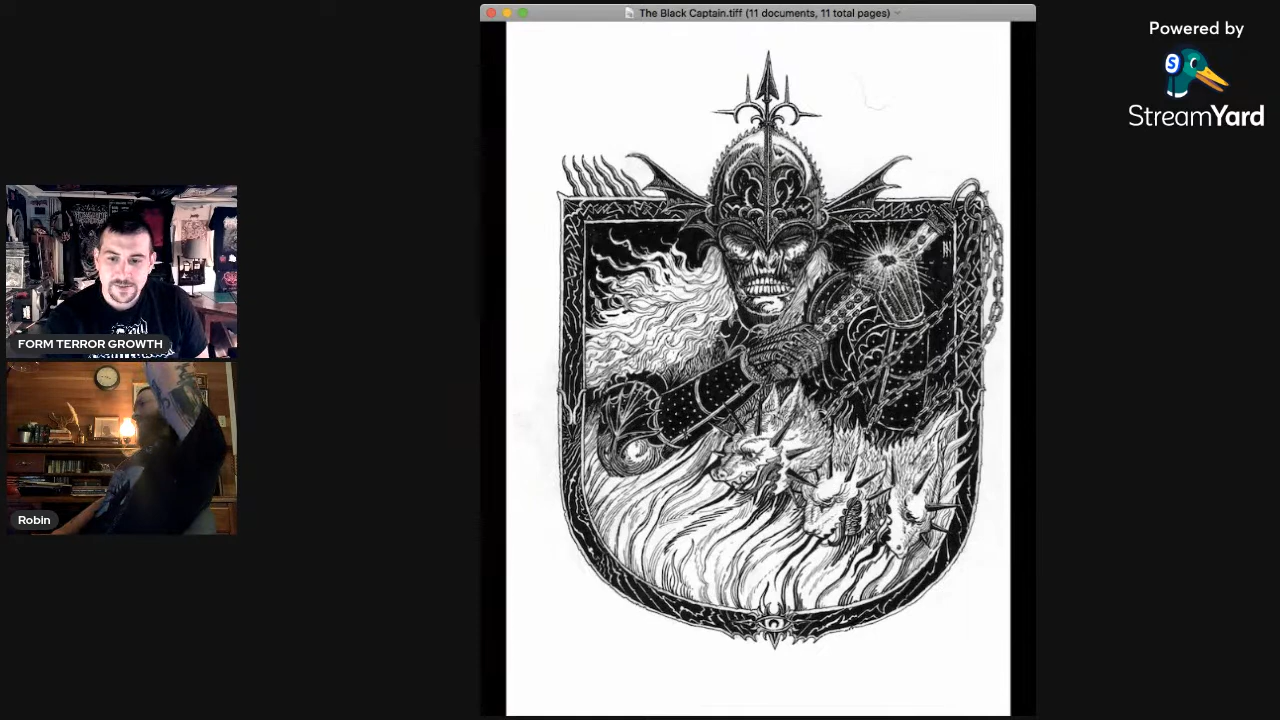 The Black Captain.tiff (11 documents, 11 total pages)
Powered by
StreamYard
FORM TERROR GROWTH
Robin